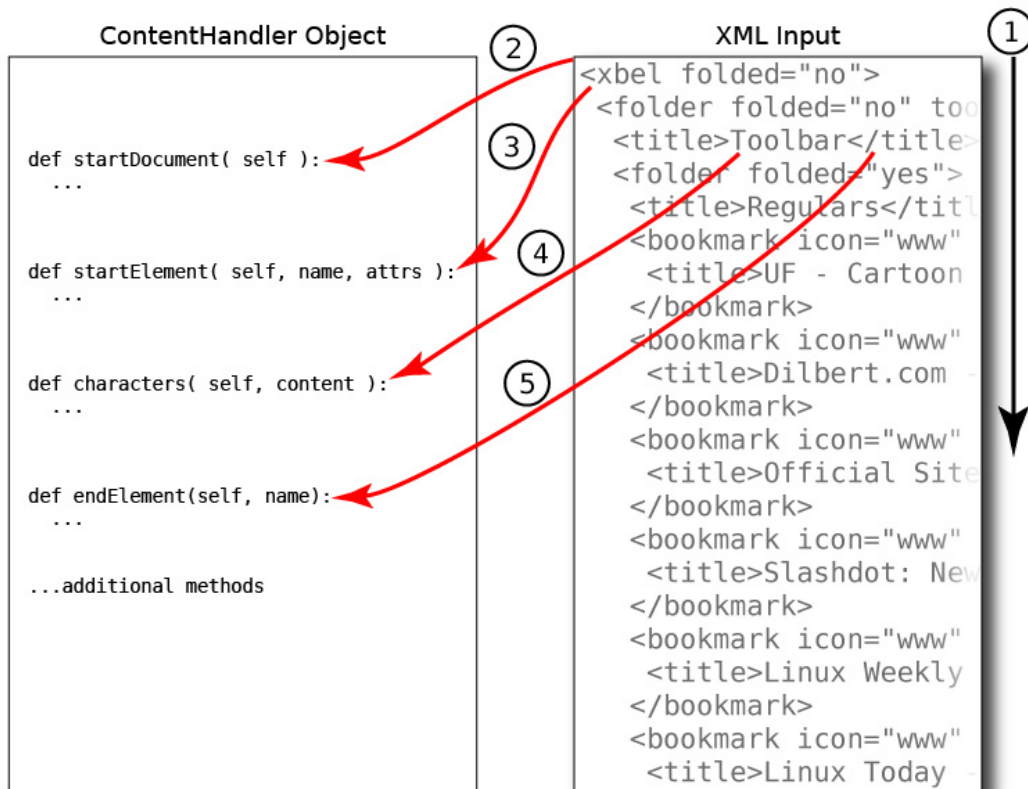 ContentHandler Object
def startDocument( self ):
...
def startElement( self, name, attrs ):
...
def characters( self, content ):
...
def endElement(self, name):
...
...additional methods
2
3
4
5
XML Input
1
<xbel folded="no">
<folder folded="no" too
<title>Toolbar</title>
<folder folded="yes">
<title>Regulars</titl
<bookmark icon="www"
<title>UF - Cartoon
</bookmark>
<bookmark icon="www"
<title>Dilbert.com -
</bookmark>
<bookmark icon="www"
<title>Official Site
</bookmark>
<bookmark icon="www"
<title>Slashdot: New
</bookmark>
<bookmark icon="www"
<title>Linux Weekly
</bookmark>
<bookmark icon="www"
<title>Linux Today -